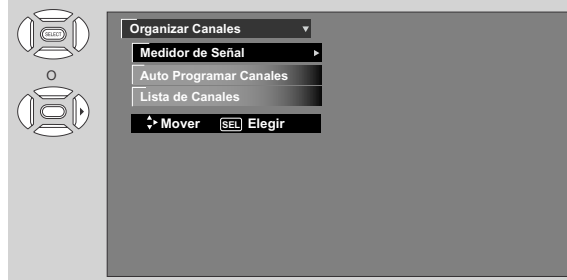 Organizar Canales
SELECT
Medidor de Señal
O
Auto Programar Canales
Lista de Canales
Mover SEL Elegir